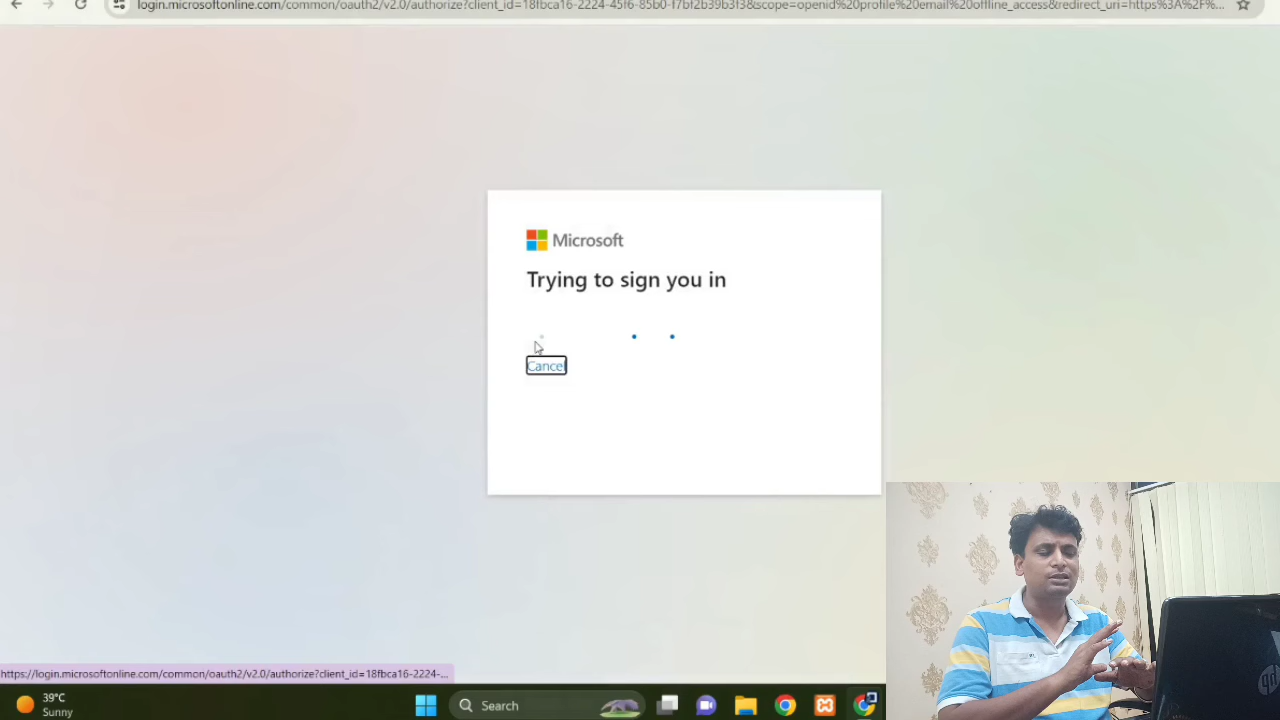 login.microsoftonline.com/common/oauth2/v2.0/authorize?client_id=18fbca16-2224-45f6-85b0-f7bf2b39b3f3&scope=openid%20profile%20email%20offline_access&redirect_uri=https%3A%2F%...
Microsoft
Trying to sign you in
Cancel
https://login.microsoftonline.com/common/oauth2/v2.0/authorize?client_id=18fbca16-2224-...
39°C
Sunny
Search
hp